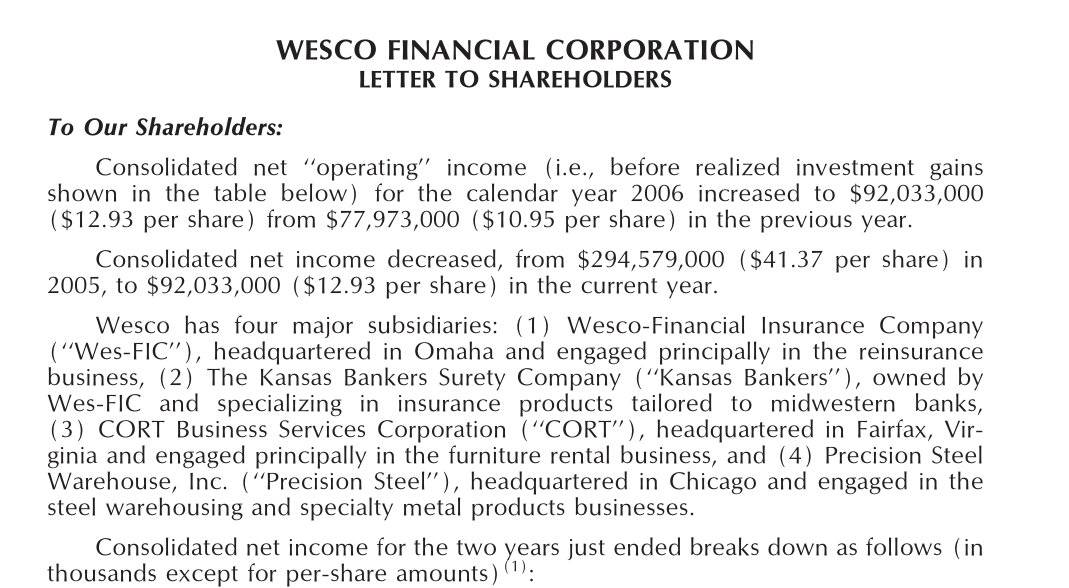 WESCO FINANCIAL CORPORATION
LETTER TO SHAREHOLDERS
To Our Shareholders:
Consolidated net ‘‘operating’’ income (i.e., before realized investment gains
shown in the table below) for the calendar year 2006 increased to $92,033,000
($12.93 per share) from $77,973,000 ($10.95 per share) in the previous year.
Consolidated net income decreased, from $294,579,000 ($41.37 per share) in
2005, to $92,033,000 ($12.93 per share) in the current year.
Wesco has four major subsidiaries: (1) Wesco-Financial Insurance Company
(‘‘Wes-FIC’’), headquartered in Omaha and engaged principally in the reinsurance
business, (2) The Kansas Bankers Surety Company (‘‘Kansas Bankers’’), owned by
Wes-FIC and specializing in insurance products tailored to midwestern banks,
(3) CORT Business Services Corporation (‘‘CORT’’), headquartered in Fairfax, Vir-
ginia and engaged principally in the furniture rental business, and (4) Precision Steel
Warehouse, Inc. (‘‘Precision Steel’’), headquartered in Chicago and engaged in the
steel warehousing and specialty metal products businesses.
Consolidated net income for the two years just ended breaks down as follows (in
thousands except for per-share amounts)(1):